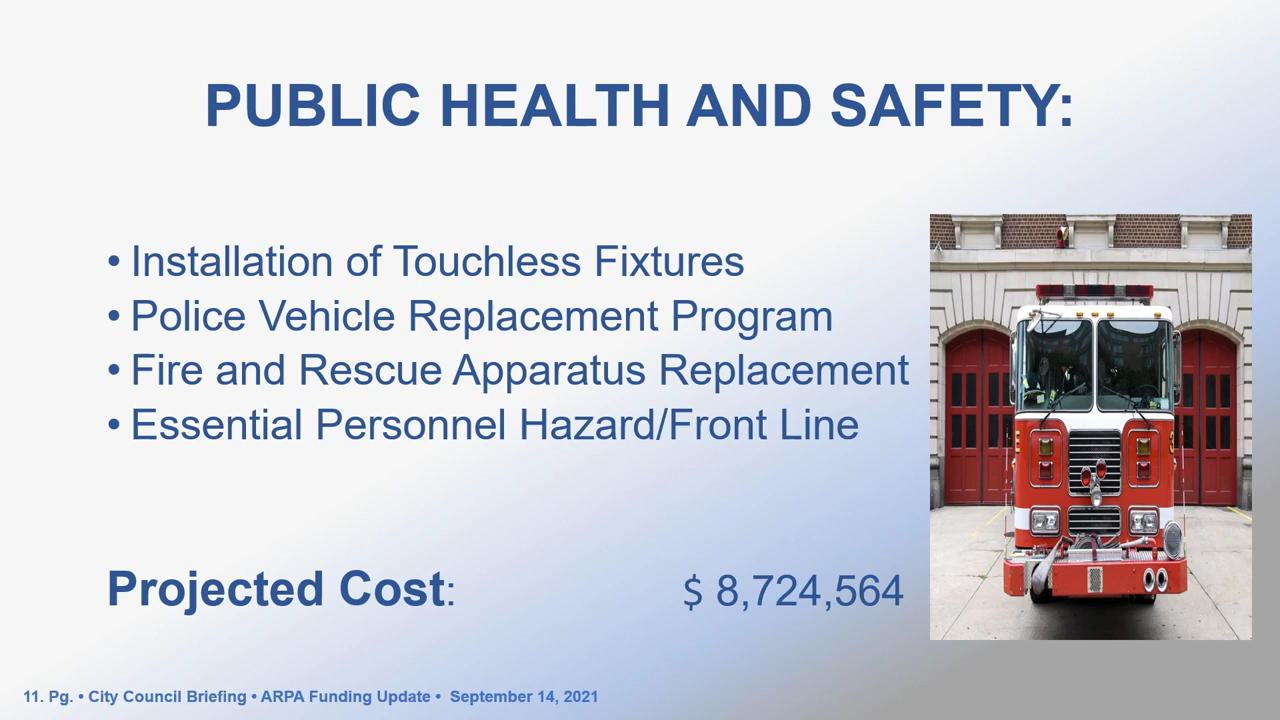 PUBLIC HEALTH AND SAFETY:
• Installation of Touchless Fixtures
• Police Vehicle Replacement Program
• Fire and Rescue Apparatus Replacement
• Essential Personnel Hazard/Front Line
Projected Cost: $ 8,724,564
11. Pg. • City Council Briefing • ARPA Funding Update • September 14, 2021